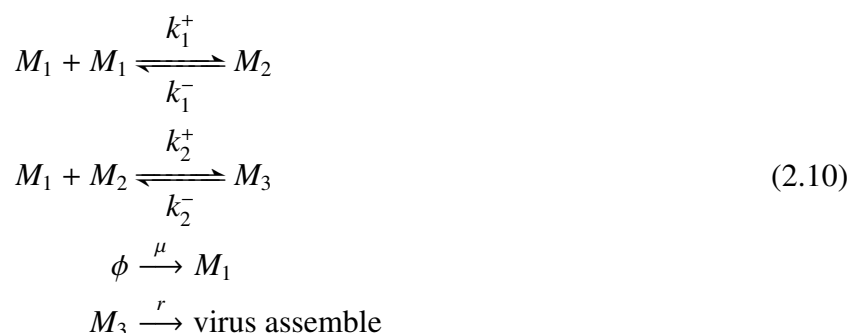 k₁⁺
M₁ + M₁ ⇌ M₂
k₁⁻
k₂⁺
M₁ + M₂ ⇌ M₃ (2.10)
k₂⁻
ϕ →^μ M₁
M₃ →^r virus assemble